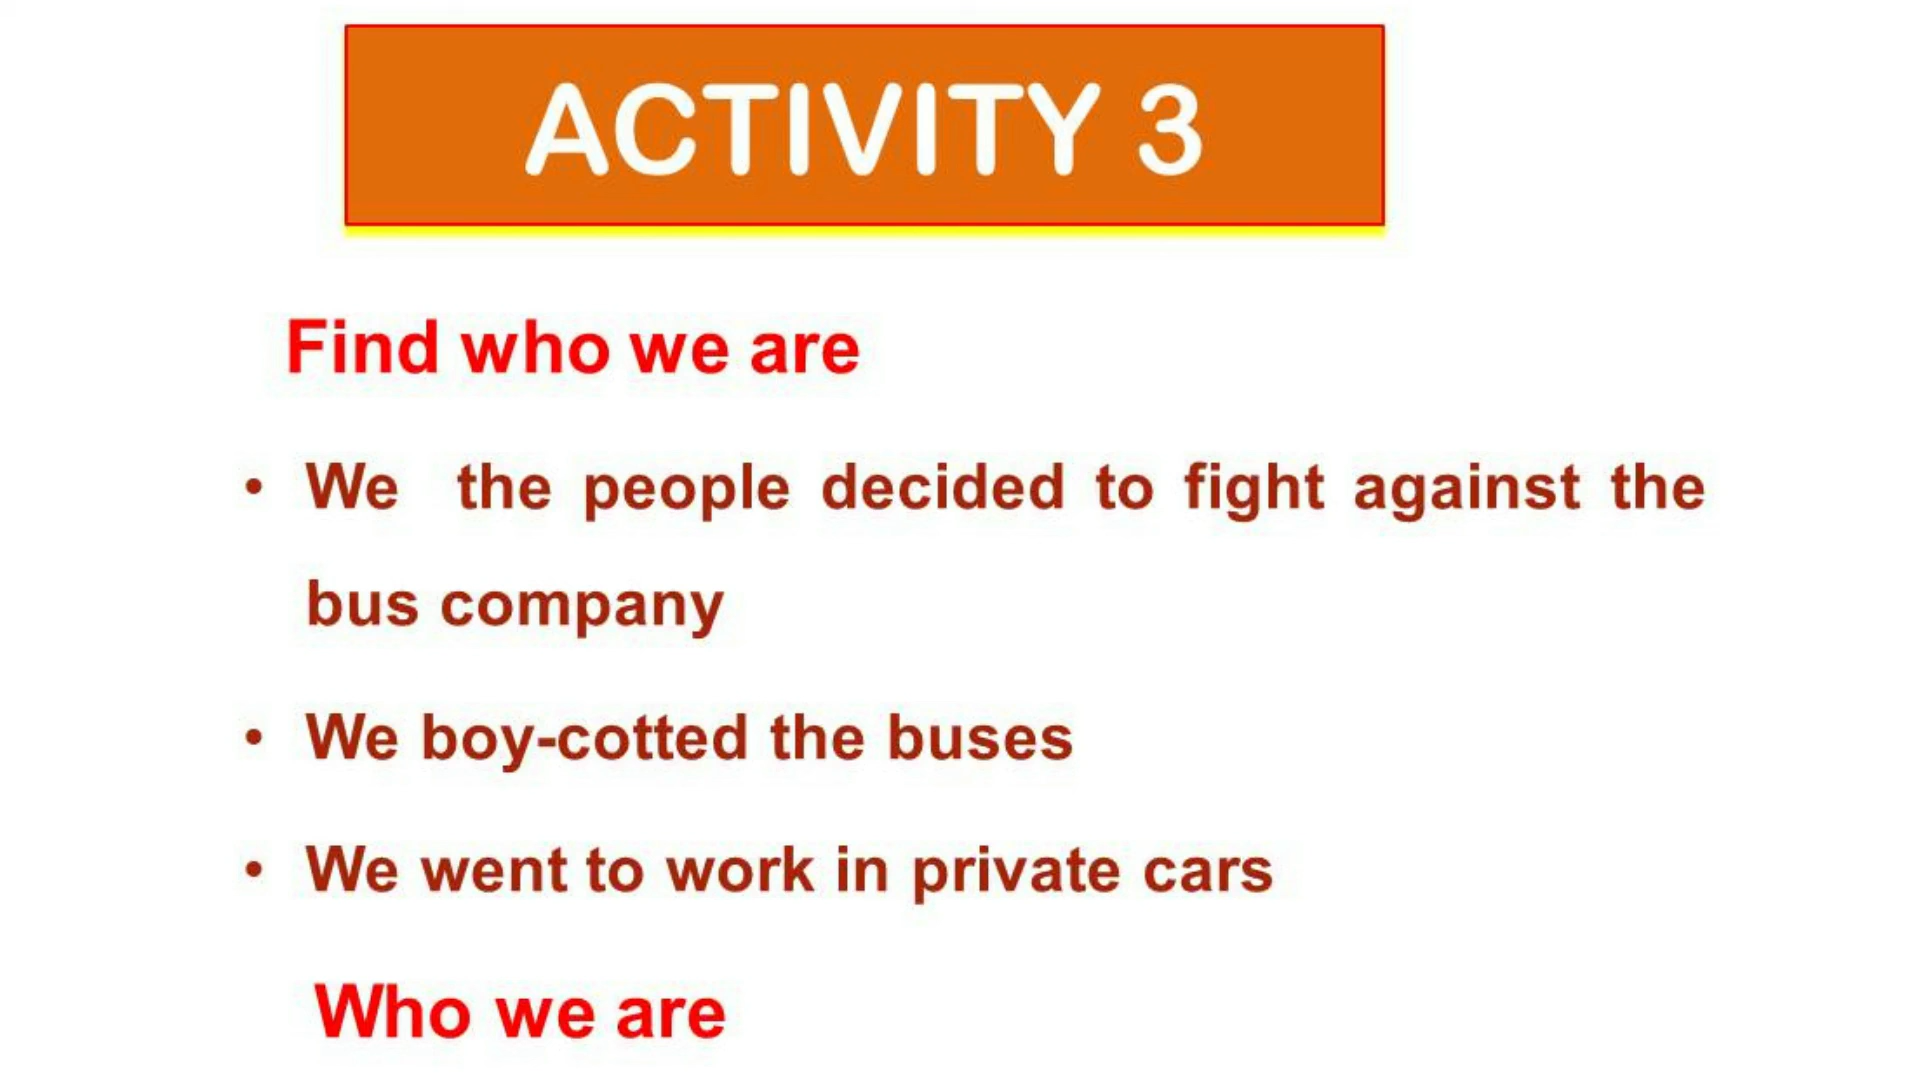 ACTIVITY 3
Find who we are
• We the people decided to fight against the
bus company
• We boy-cotted the buses
• We went to work in private cars
Who we are